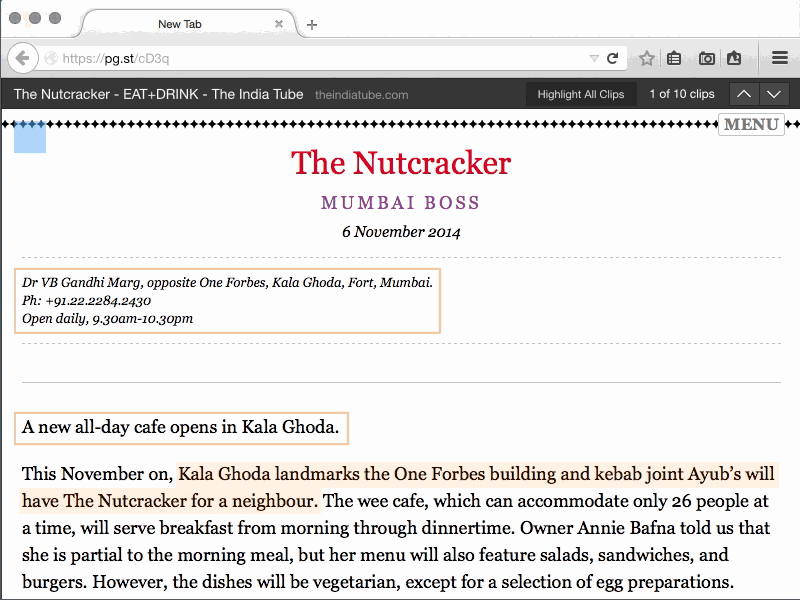 New Tab
https://pg.st/cD3q
The Nutcracker - EAT+DRINK - The India Tube theindiatube.com Highlight All Clips 1 of 10 clips
MENU
The Nutcracker
MUMBAI BOSS
6 November 2014
Dr VB Gandhi Marg, opposite One Forbes, Kala Ghoda, Fort, Mumbai.
Ph: +91.22.2284.2430
Open daily, 9.30am-10.30pm
A new all-day cafe opens in Kala Ghoda.
This November on, Kala Ghoda landmarks the One Forbes building and kebab joint Ayub’s will
have The Nutcracker for a neighbour. The wee cafe, which can accommodate only 26 people at
a time, will serve breakfast from morning through dinnertime. Owner Annie Bafna told us that
she is partial to the morning meal, but her menu will also feature salads, sandwiches, and
burgers. However, the dishes will be vegetarian, except for a selection of egg preparations.